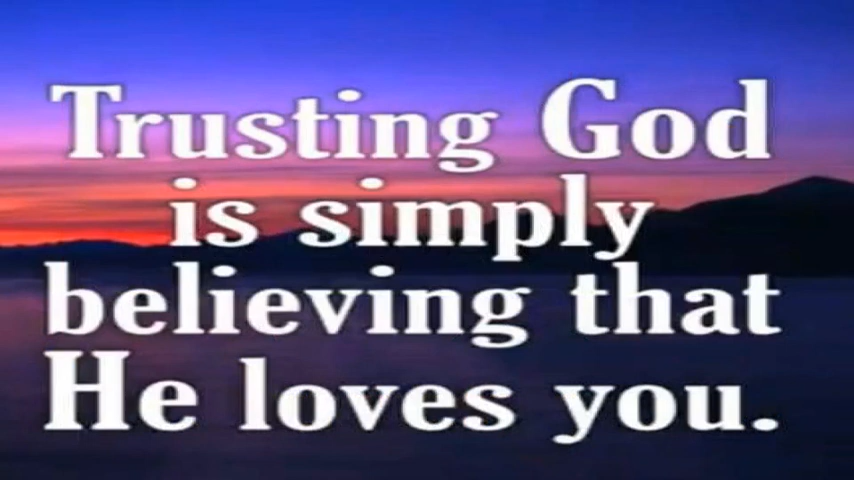 Trusting God
is simply
believing that
He loves you.